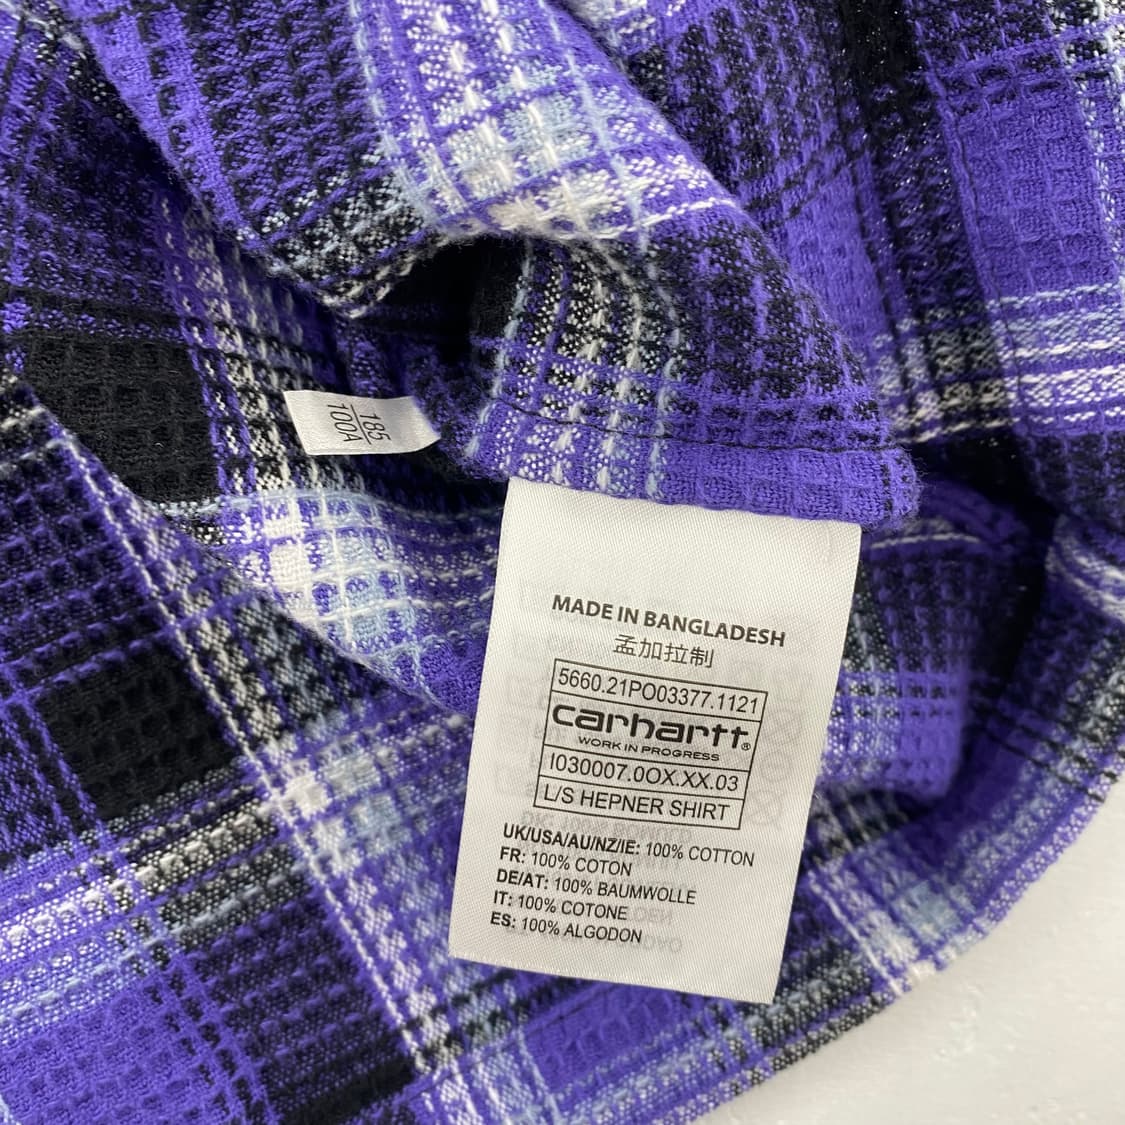 185
100A
MADE IN BANGLADESH
孟加拉制
5660.21PO03377.1121
carhartt®
WORK IN PROGRESS
I030007.0OX.XX.03
L/S HEPNER SHIRT
UK/USA/AU/NZ/IE: 100% COTTON
FR: 100% COTON
DE/AT: 100% BAUMWOLLE
IT: 100% COTONE
ES: 100% ALGODON